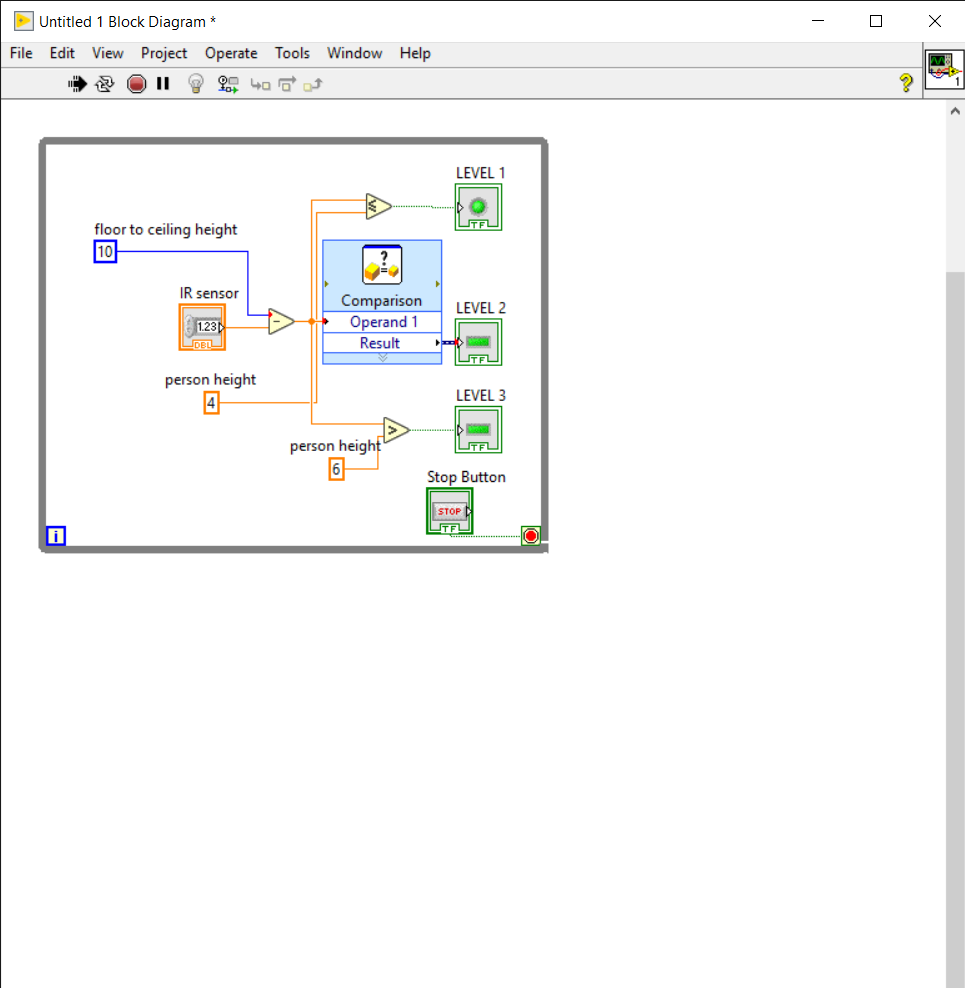 Untitled 1 Block Diagram *
File Edit View Project Operate Tools Window Help
1
LEVEL 1
TF
floor to ceiling height
10
?
=
Comparison
Operand 1
Result
IR sensor
1.23
DBL
LEVEL 2
TF
person height
4
LEVEL 3
TF
>
person height
6
Stop Button
STOP
TF
i